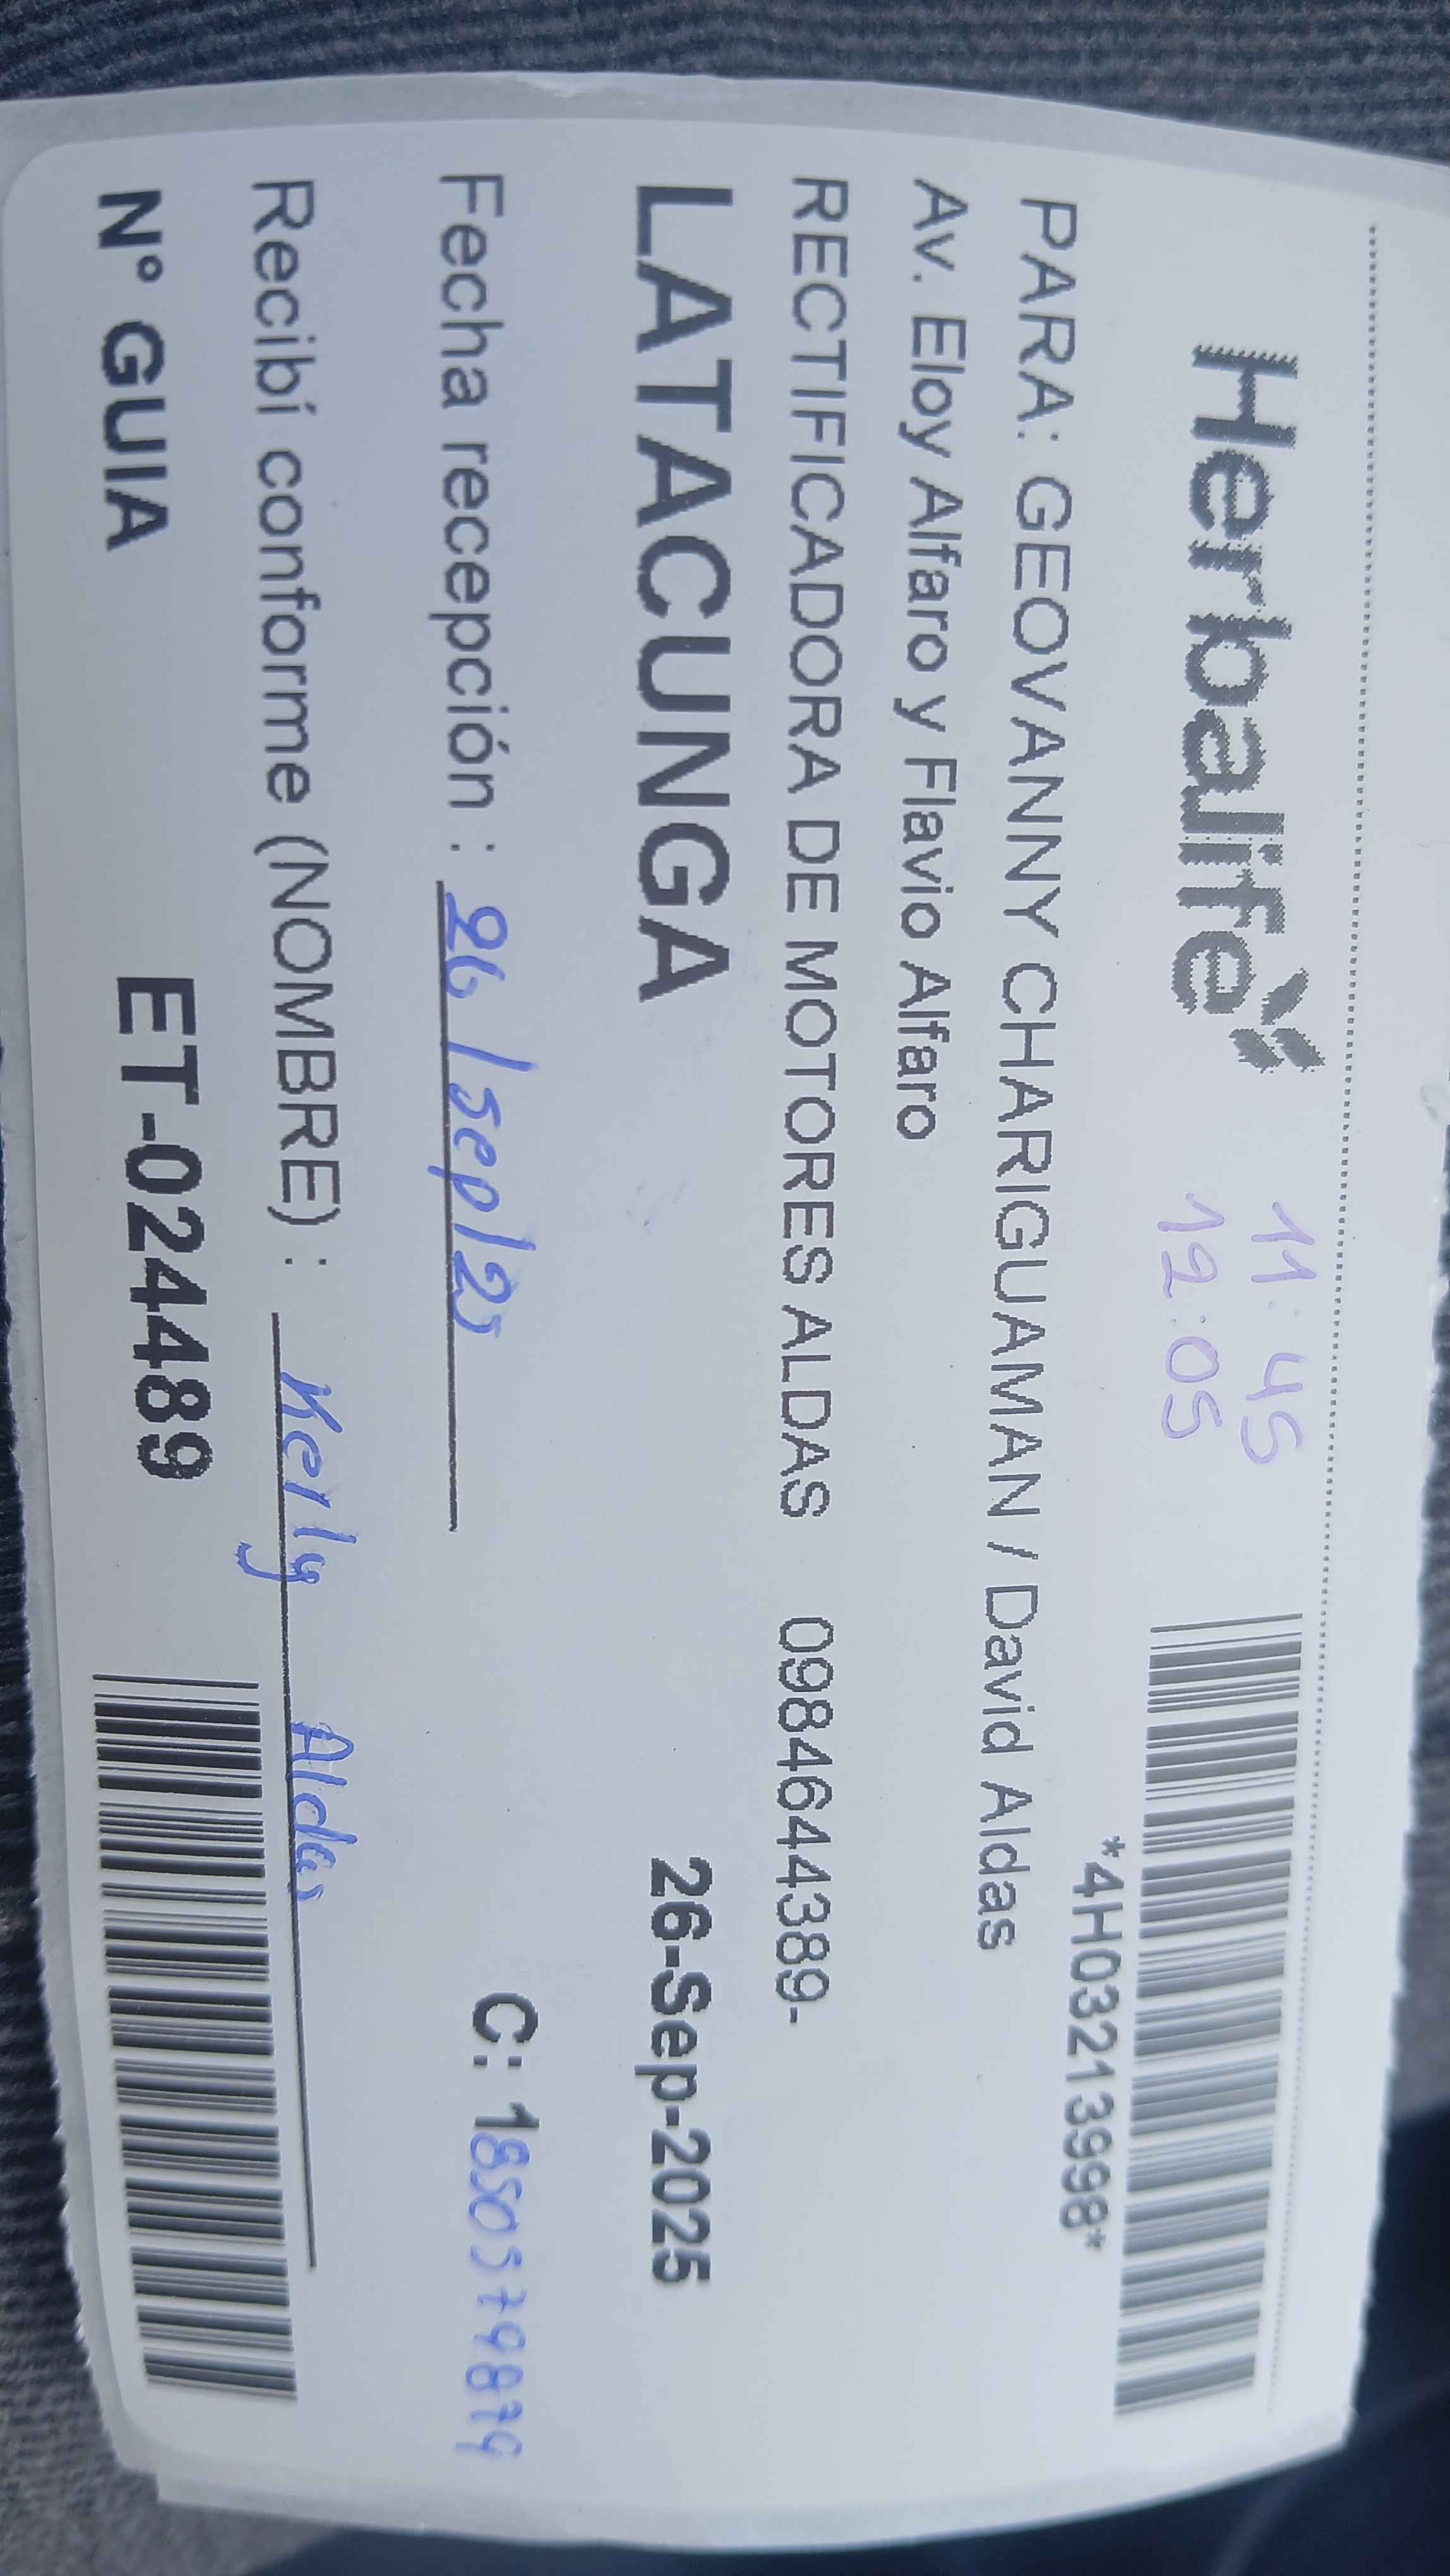 Herbalife
11:45
12:05
*4H03213998*
PARA: GEOVANNY CHARIGUAMAN / David Aldas
Av. Eloy Alfaro y Flavio Alfaro
RECTIFICADORA DE MOTORES ALDAS 0984644389-
LATACUNGA 26-Sep-2025
Fecha recepción : 26/sep/25 C: 1
Recibí conforme (NOMBRE) : Kerly Aldas
N° GUIA ET-024489